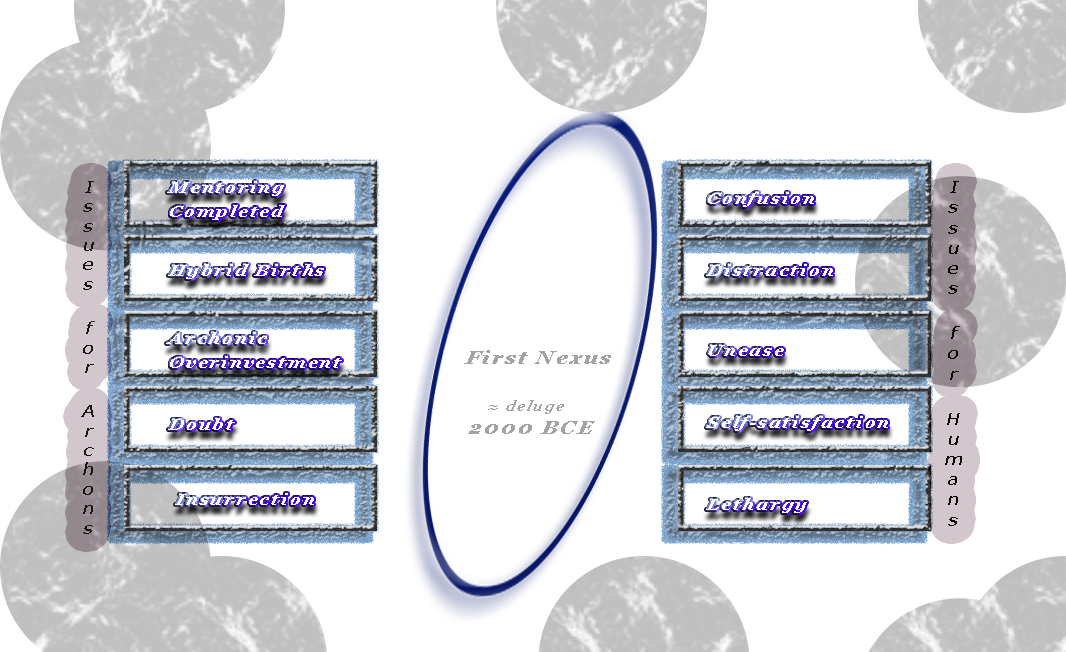 Issues for Archons
Mentoring
Completed
Hybrid Births
Archonic
Overinvestment
Doubt
Insurrection
First Nexus
≈ deluge
2000 BCE
Confusion
Distraction
Unease
Self-satisfaction
Lethargy
Issues for Humans